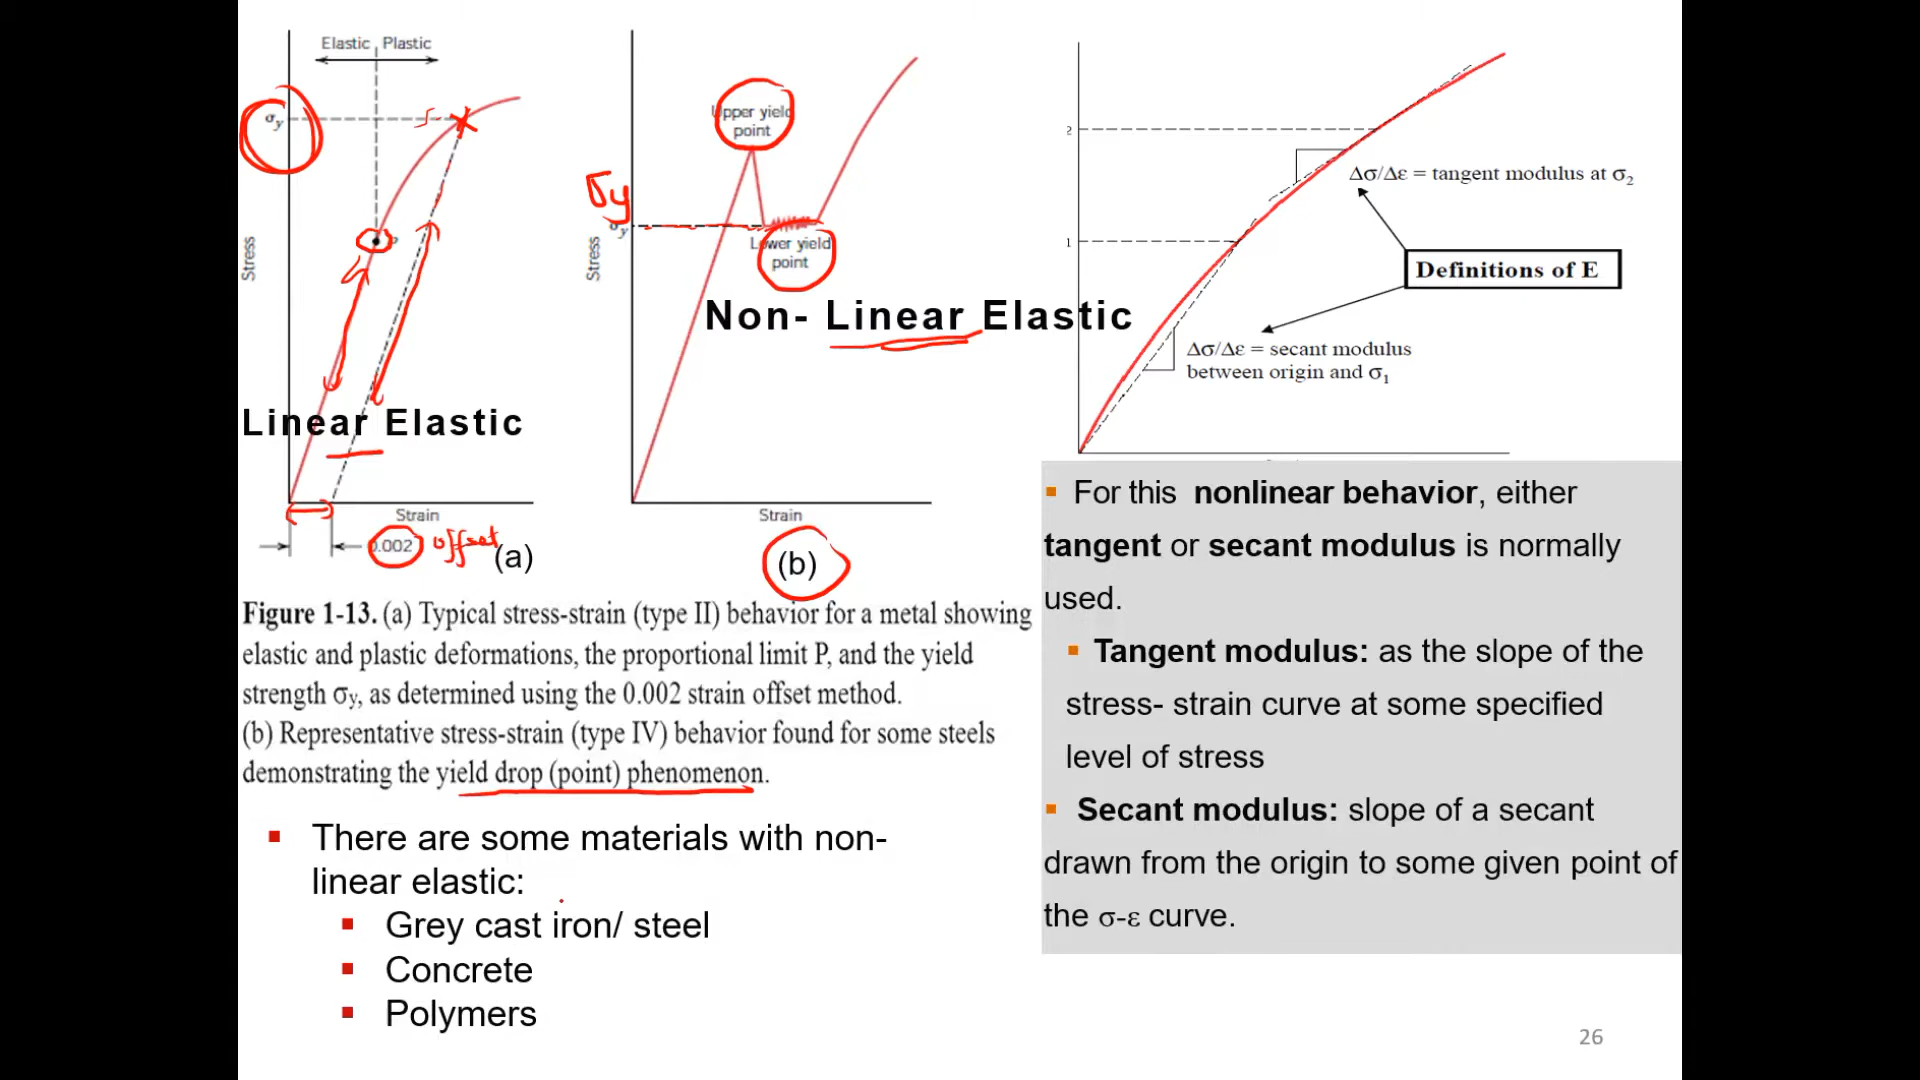 Elastic Plastic
σy
Stress
P
Linear Elastic
Strain
0.002 offset
(a)
Upper yield
point
σy
σy
Stress
Lower yield
point
Non- Linear Elastic
Strain
(b)
2
Δσ/Δε = tangent modulus at σ2
1
Definitions of E
Δσ/Δε = secant modulus
between origin and σ1
Figure 1-13. (a) Typical stress-strain (type II) behavior for a metal showing
elastic and plastic deformations, the proportional limit P, and the yield
strength σy, as determined using the 0.002 strain offset method.
(b) Representative stress-strain (type IV) behavior found for some steels
demonstrating the yield drop (point) phenomenon.
▪ There are some materials with non-
linear elastic:
▪ Grey cast iron/ steel
▪ Concrete
▪ Polymers
▪ For this nonlinear behavior, either
tangent or secant modulus is normally
used.
▪ Tangent modulus: as the slope of the
stress- strain curve at some specified
level of stress
▪ Secant modulus: slope of a secant
drawn from the origin to some given point of
the σ-ε curve.
26